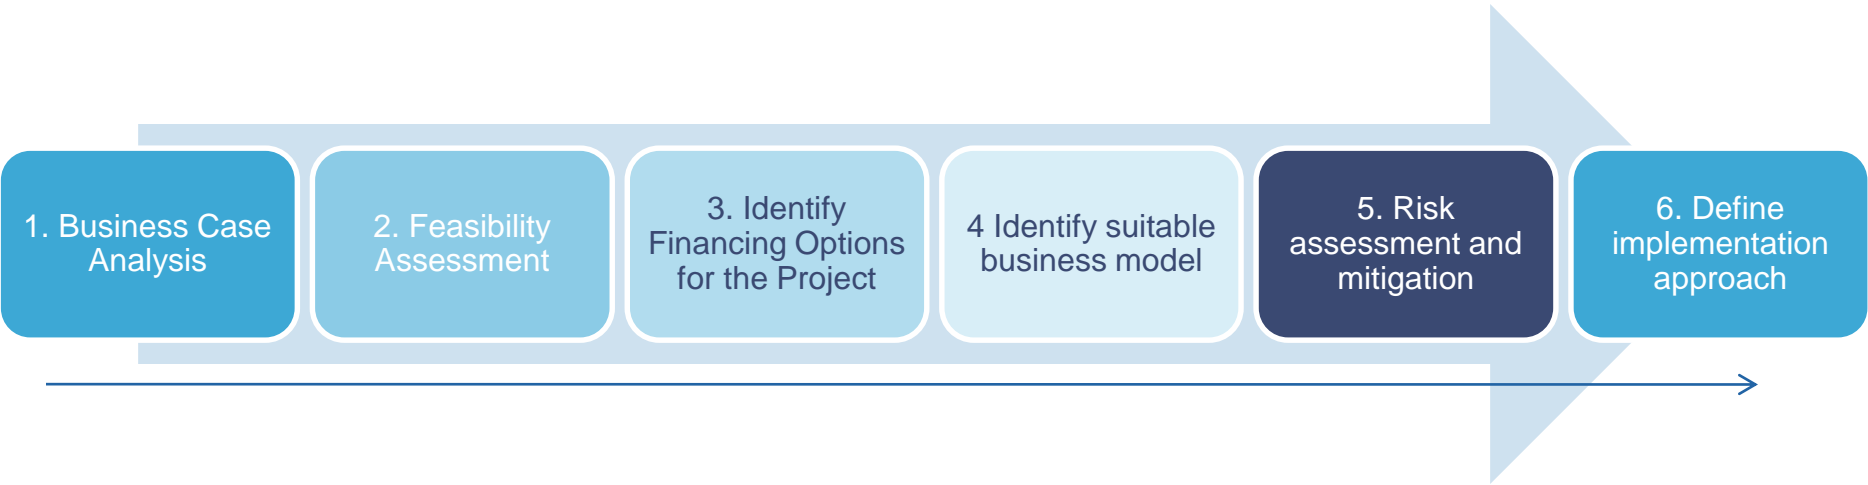 1. Business Case
Analysis
2. Feasibility
Assessment
3. Identify
Financing Options
for the Project
4 Identify suitable
business model
5. Risk
assessment and
mitigation
6. Define
implementation
approach